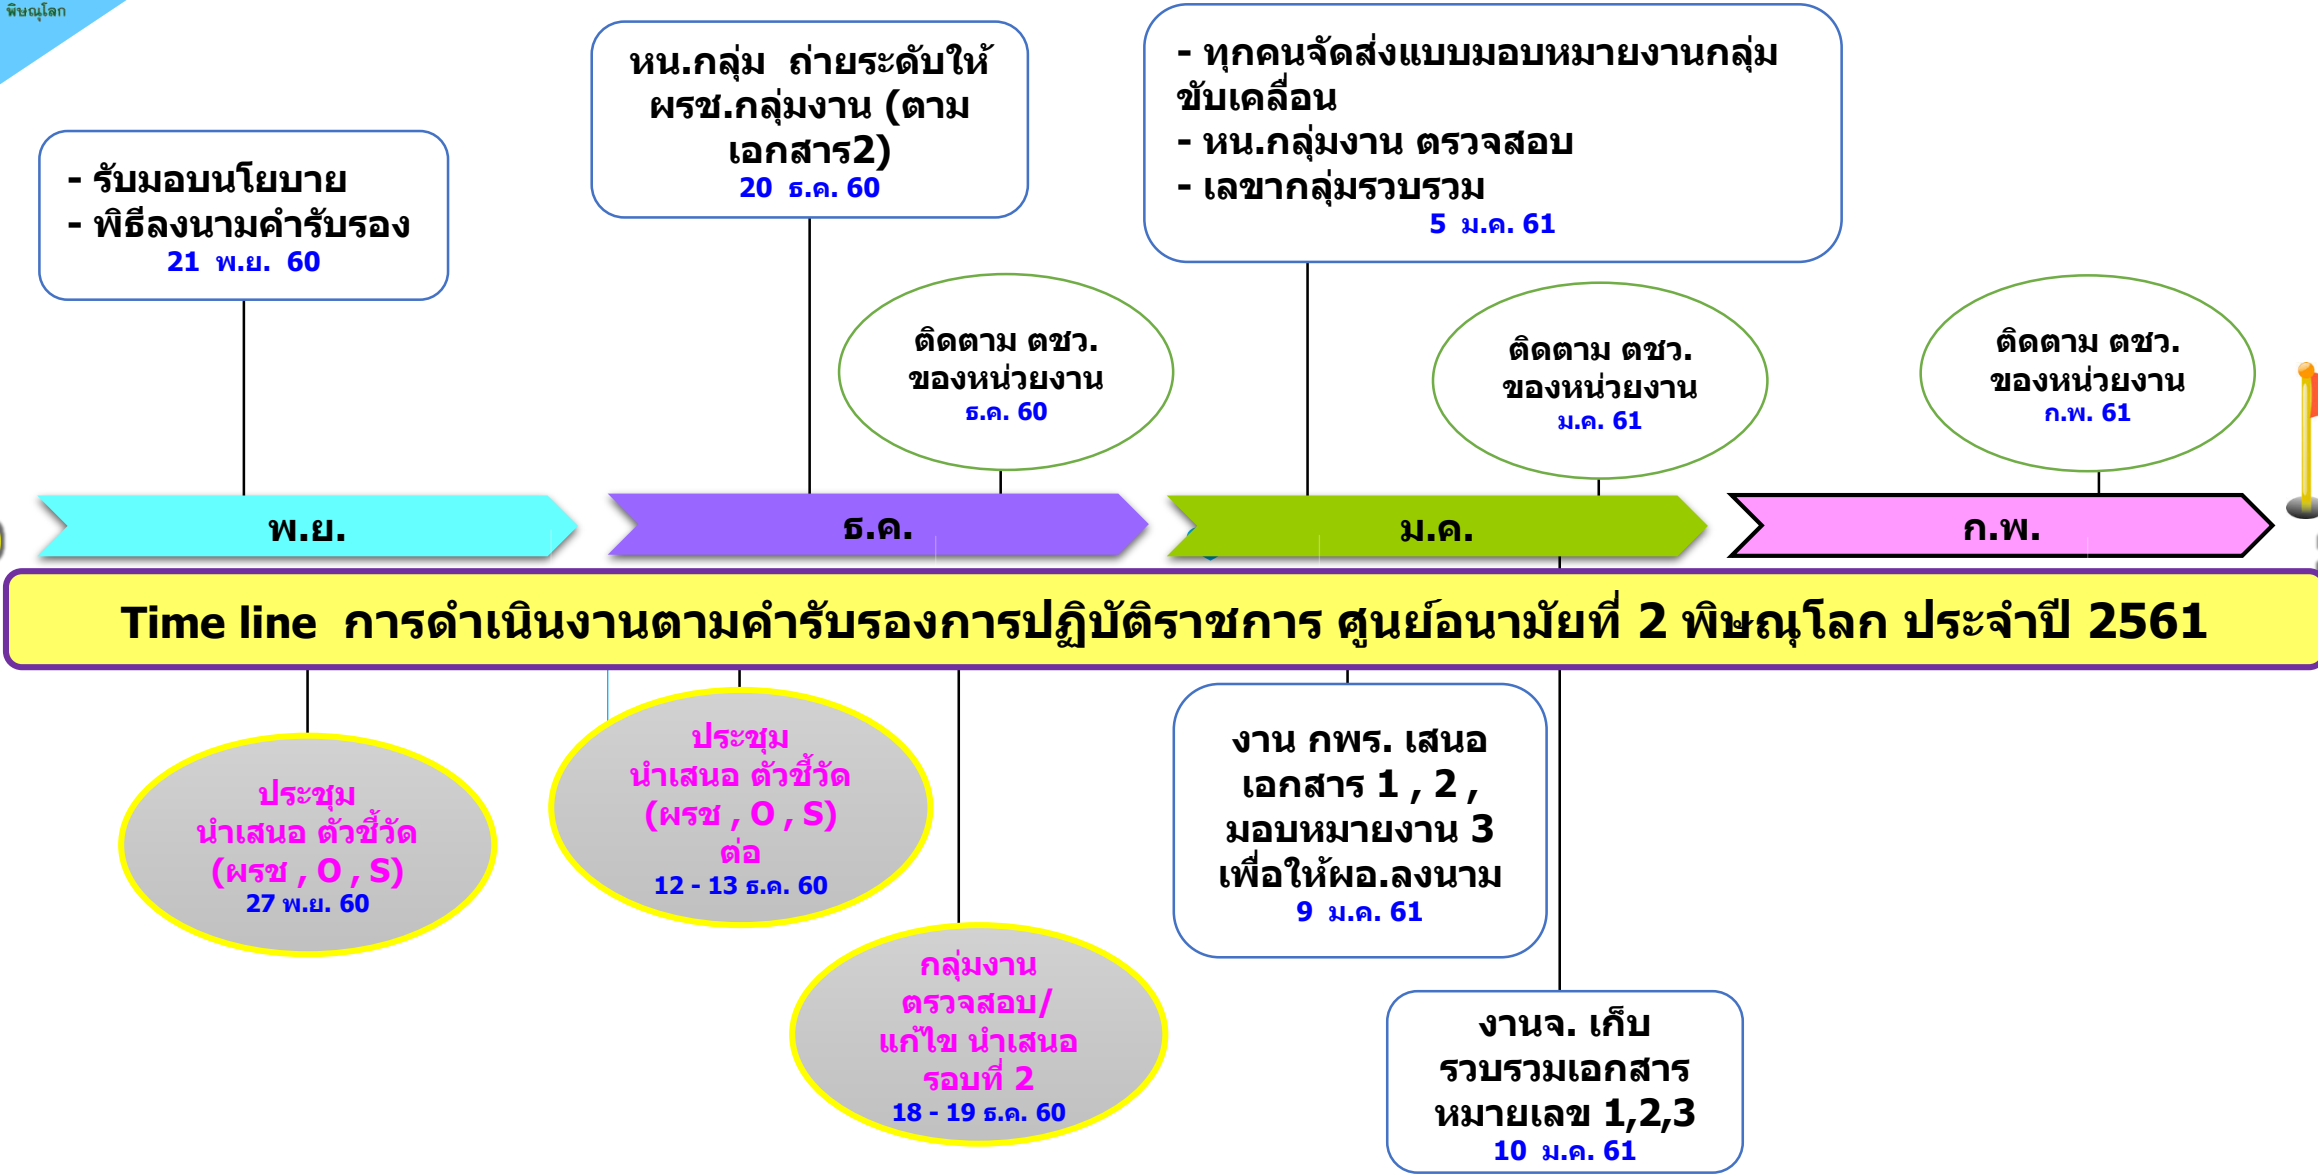 พิษณุโลก
- รับมอบนโยบาย
- พิธีลงนามคำรับรอง
21 พ.ย. 60
หน.กลุ่ม ถ่ายระดับให้
ผรช.กลุ่มงาน (ตาม
เอกสาร2)
20 ธ.ค. 60
- ทุกคนจัดส่งแบบมอบหมายงานกลุ่ม
ขับเคลื่อน
- หน.กลุ่มงาน ตรวจสอบ
- เลขากลุ่มรวบรวม
5 ม.ค. 61
ติดตาม ตชว.
ของหน่วยงาน
ธ.ค. 60
ติดตาม ตชว.
ของหน่วยงาน
ม.ค. 61
ติดตาม ตชว.
ของหน่วยงาน
ก.พ. 61
พ.ย.
ธ.ค.
ม.ค.
ก.พ.
Time line การดำเนินงานตามคำรับรองการปฏิบัติราชการ ศูนย์อนามัยที่ 2 พิษณุโลก ประจำปี 2561
ประชุม
นำเสนอ ตัวชี้วัด
(ผรช , O , S)
27 พ.ย. 60
ประชุม
นำเสนอ ตัวชี้วัด
(ผรช , O , S)
ต่อ
12 - 13 ธ.ค. 60
กลุ่มงาน
ตรวจสอบ/
แก้ไข นำเสนอ
รอบที่ 2
18 - 19 ธ.ค. 60
งาน กพร. เสนอ
เอกสาร 1 , 2 ,
มอบหมายงาน 3
เพื่อให้ผอ.ลงนาม
9 ม.ค. 61
งานจ. เก็บ
รวบรวมเอกสาร
หมายเลข 1,2,3
10 ม.ค. 61